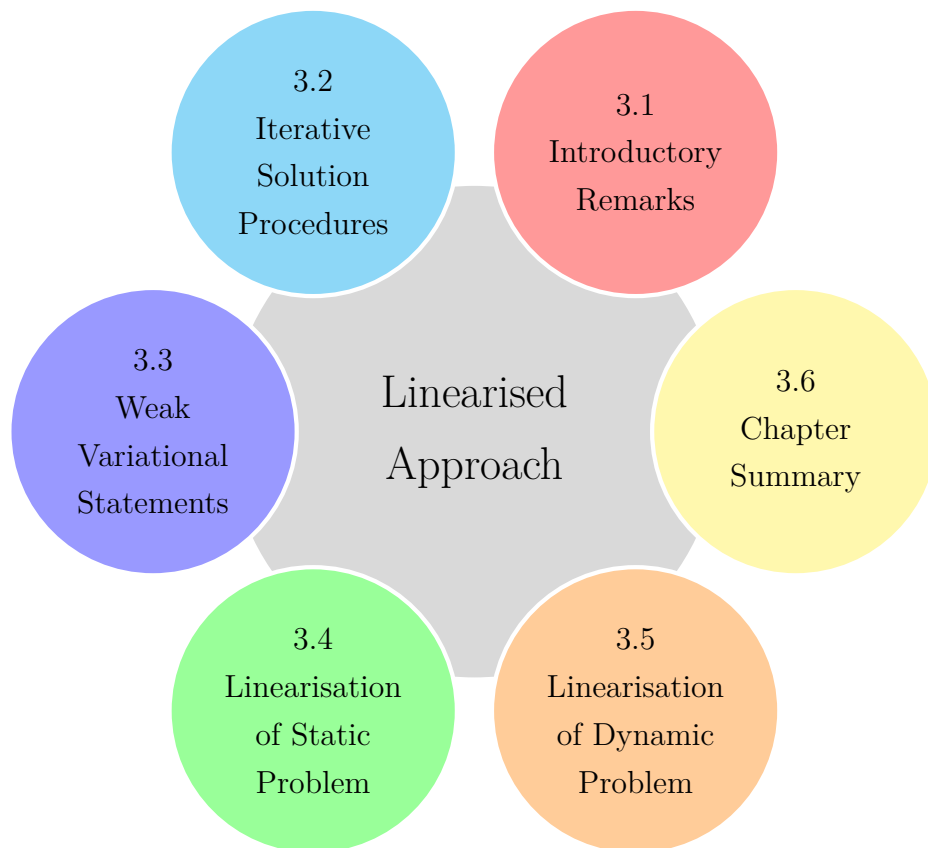 3.1
Introductory
Remarks
3.2
Iterative
Solution
Procedures
3.3
Weak
Variational
Statements
3.4
Linearisation
of Static
Problem
3.5
Linearisation
of Dynamic
Problem
3.6
Chapter
Summary
Linearised
Approach